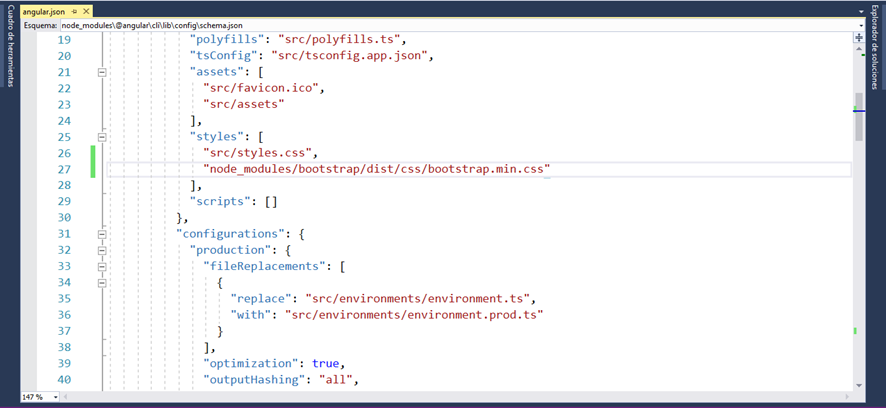 angular.json
Esquema: node_modules\@angular\cli\lib\config\schema.json
Cuadro de herramientas
Explorador de soluciones
19 "polyfills": "src/polyfills.ts",
20 "tsConfig": "src/tsconfig.app.json",
21 "assets": [
22 "src/favicon.ico",
23 "src/assets"
24 ],
25 "styles": [
26 "src/styles.css",
27 "node_modules/bootstrap/dist/css/bootstrap.min.css"
28 ],
29 "scripts": []
30 },
31 "configurations": {
32 "production": {
33 "fileReplacements": [
34 {
35 "replace": "src/environments/environment.ts",
36 "with": "src/environments/environment.prod.ts"
37 }
38 ],
39 "optimization": true,
40 "outputHashing": "all",
147 %